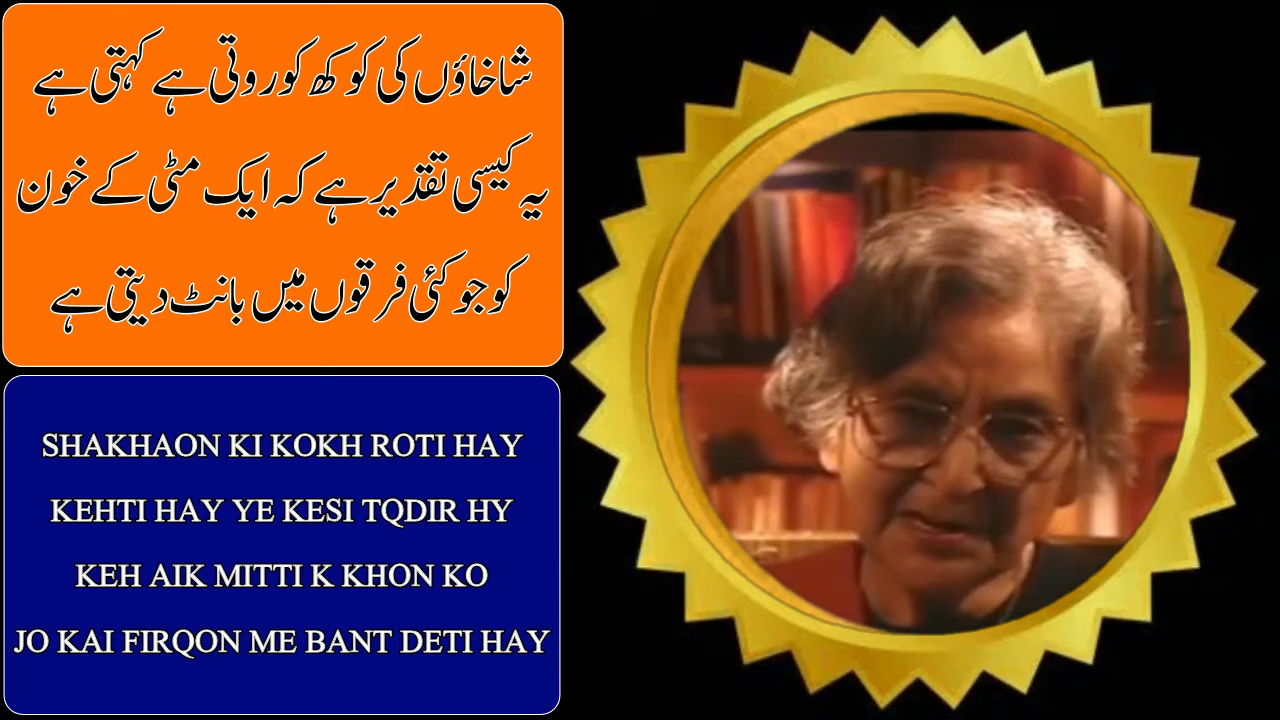 شاخاؤں کی کوکھ کو روتی ہے کہتی ہے
یہ کیسی تقدیر ہے کہ ایک مٹی کے خون
کو جو کئی فرقوں میں بانٹ دیتی ہے
SHAKHAON KI KOKH ROTI HAY
KEHTI HAY YE KESI TQDIR HY
KEH AIK MITTI K KHON KO
JO KAI FIRQON ME BANT DETI HAY